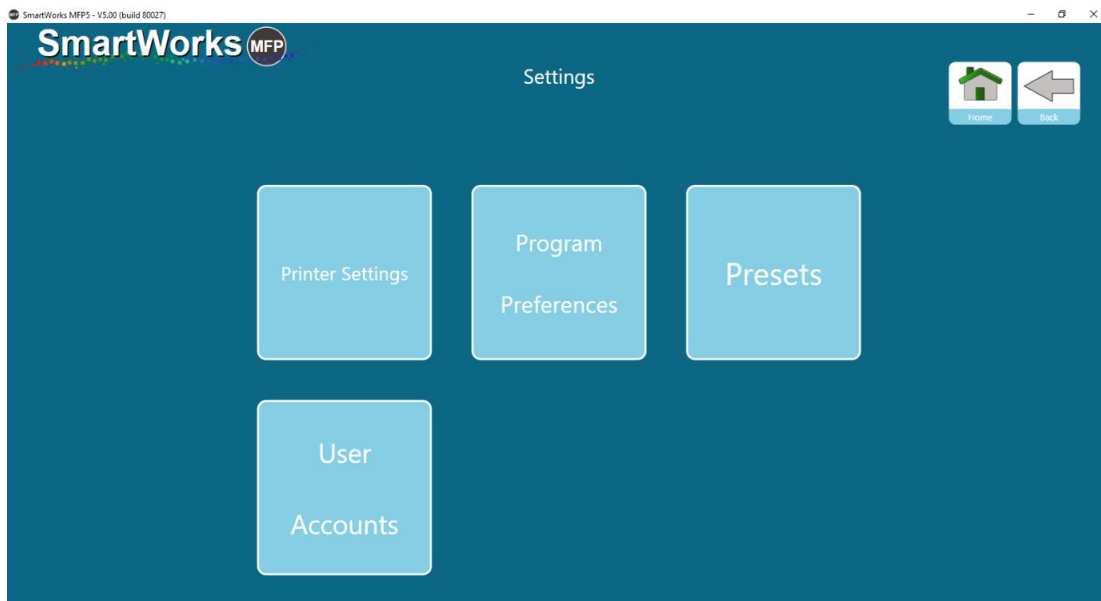 SmartWorks MFP5 - V5.00 (build 80027)
SmartWorks MFP
Settings
Home
Back
Printer Settings
Program
Preferences
Presets
User
Accounts